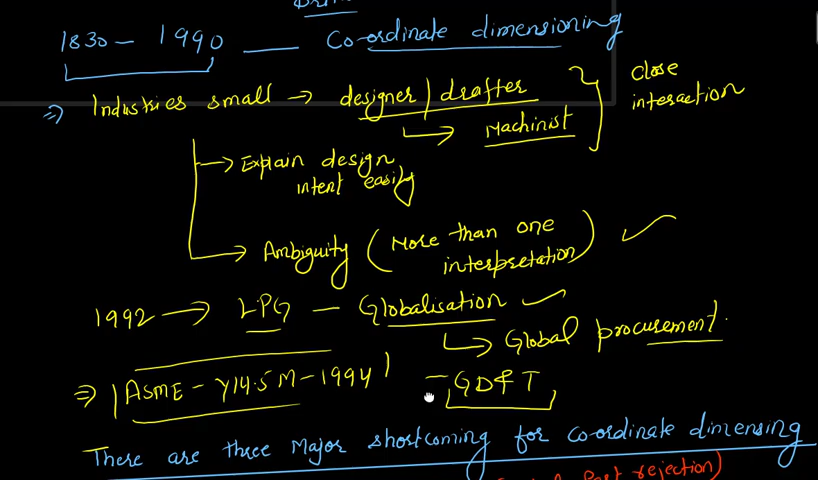 1830 - 1990 — Co-ordinate dimensioning
⇒ Industries small → designer/drafter
close
interaction
→ Machinist
→ Explain design
intent easily
→ Ambiguity (More than one
interpretation) ✓
1992 → LPG - Globalisation ✓
→ Global procurement.
⇒ |ASME - Y14.5 M - 1994| - GD&T
There are three Major shortcoming for co-ordinate dimensing
Part rejection)